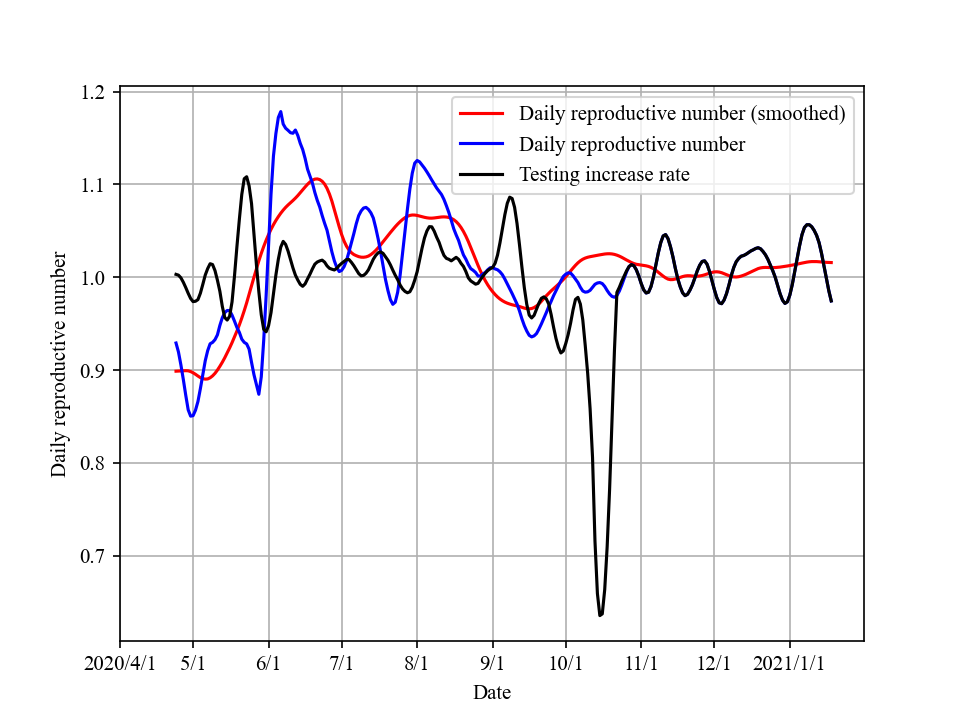 1.2
1.1
1.0
0.9
0.8
0.7
Daily reproductive number
Daily reproductive number (smoothed)
Daily reproductive number
Testing increase rate
2020/4/1 5/1 6/1 7/1 8/1 9/1 10/1 11/1 12/1 2021/1/1
Date